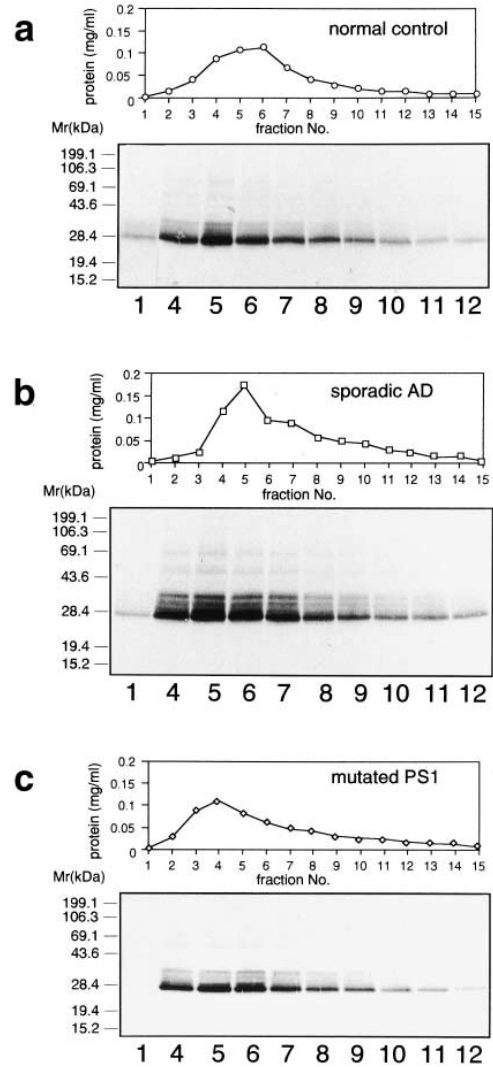 a
normal control
protein (mg/ml)
0.2
0.15
0.1
0.05
0
1 2 3 4 5 6 7 8 9 10 11 12 13 14 15
fraction No.
Mr(kDa)
199.1
106.3
69.1
43.6
28.4
19.4
15.2
1 4 5 6 7 8 9 10 11 12
b
sporadic AD
protein (mg/ml)
0.2
0.15
0.1
0.05
0
1 2 3 4 5 6 7 8 9 10 11 12 13 14 15
fraction No.
Mr(kDa)
199.1
106.3
69.1
43.6
28.4
19.4
15.2
1 4 5 6 7 8 9 10 11 12
c
mutated PS1
protein (mg/ml)
0.2
0.15
0.1
0.05
0
1 2 3 4 5 6 7 8 9 10 11 12 13 14 15
fraction No.
Mr(kDa)
199.1
106.3
69.1
43.6
28.4
19.4
15.2
1 4 5 6 7 8 9 10 11 12